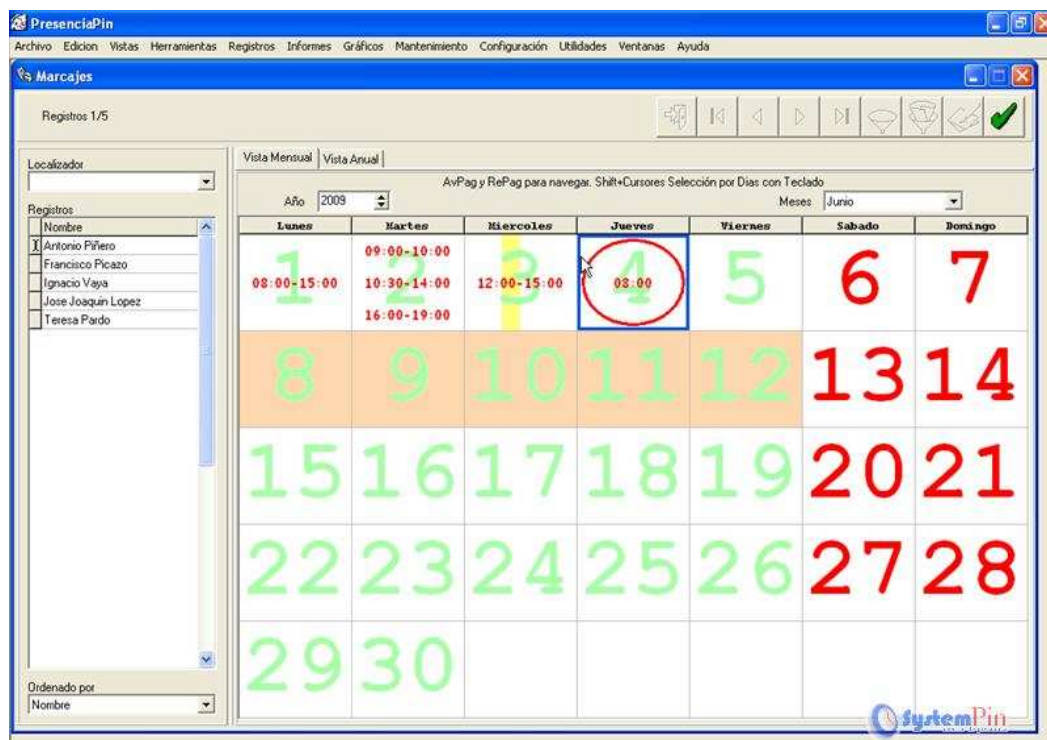 PresenciaPin
Archivo Edicion Vistas Herramientas Registros Informes Gráficos Mantenimiento Configuración Utilidades Ventanas Ayuda
Marcajes
Registros 1/5
Localizador
Registros
Nombre
Antonio Piñero
Francisco Picazo
Ignacio Vaya
Jose Joaquin Lopez
Teresa Pardo
Ordenado por
Nombre
Vista Mensual Vista Anual
AvPag y RePag para navegar. Shift+Cursores Selección por Dias con Teclado
Año 2009 Meses Junio
Lunes Martes Miercoles Jueves Viernes Sabado Domingo
1 2 3 4 5 6 7
09:00-10:00
08:00-15:00 10:30-14:00 12:00-15:00 08:00
16:00-19:00
8 9 10 11 12 13 14
15 16 17 18 19 20 21
22 23 24 25 26 27 28
29 30
SystemPin